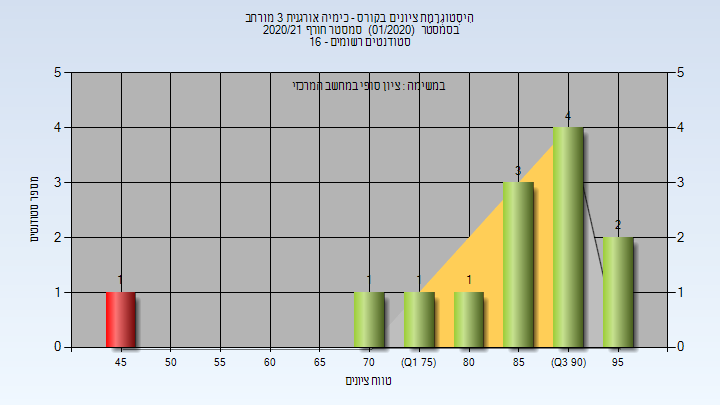 היסטוגרמת ציונים בקורס - כימיה אורגנית 3 מורחב
בסמסטר (01/2020) סמסטר חורף 2020/21
סטודנטים רשומים - 16
במשימה : ציון סופי במחשב המרכזי
5 5
4 4
3 3
2 2
1 1
0 0
1 1 1 1 3 4 2
45 50 55 60 65 70 (Q1 75) 80 85 (Q3 90) 95
מספר סטודנטים
טווח ציונים